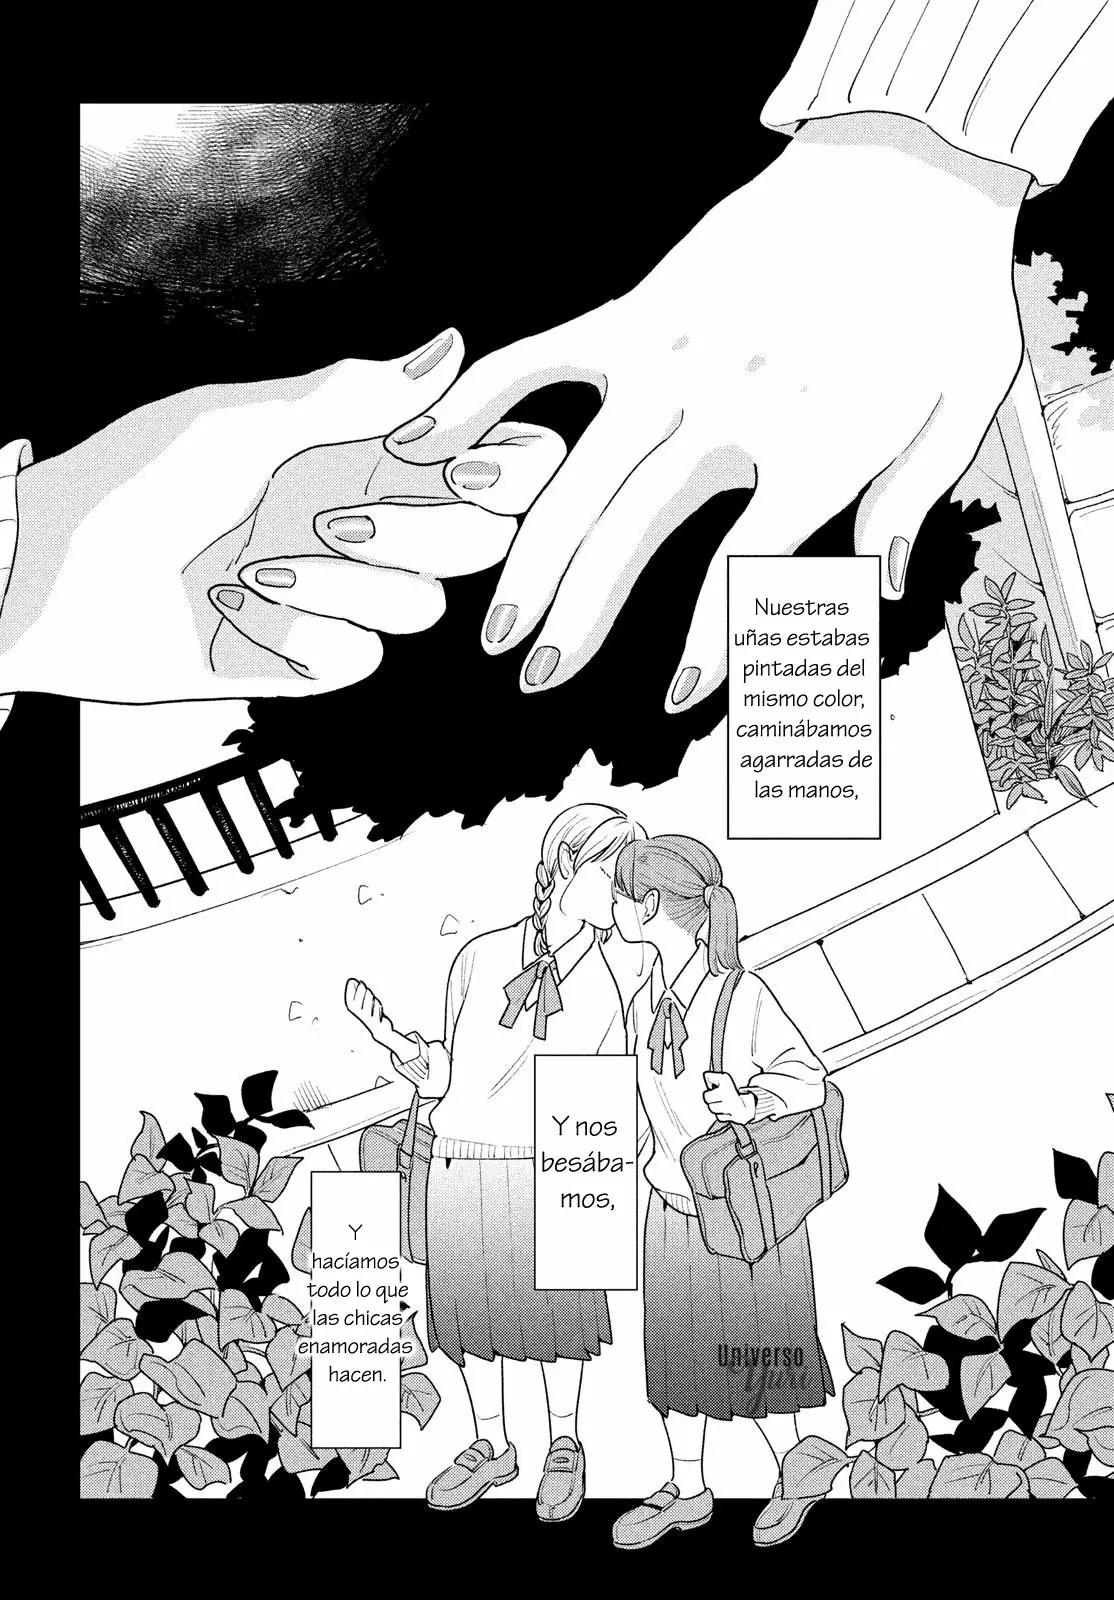 Nuestras
uñas estabas
pintadas del
mismo color,
caminábamos
agarradas de
las manos,
Y nos
besába-
mos,
Y
hacíamos
todo lo que
las chicas
enamoradas
hacen.
Universo
Yuri